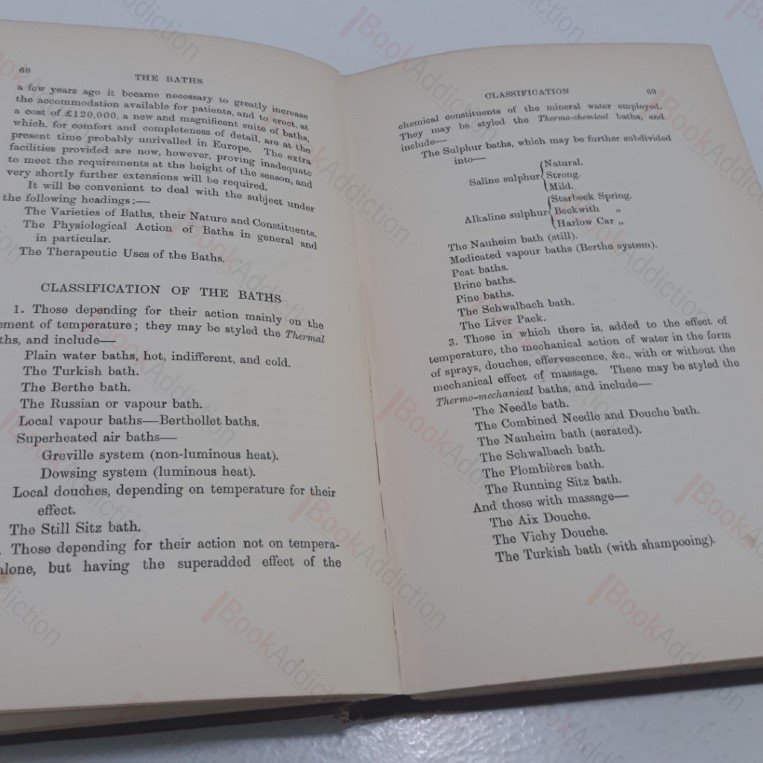 68
THE BATHS
a few years ago it became necessary to greatly increase
the accommodation available for patients, and to erect, at
a cost of £120,000, a new and magnificent suite of baths,
which, for comfort and completeness of detail, are at the
present time probably unrivalled in Europe. The extra
facilities provided are now, however, proving inadequate
to meet the requirements at the height of the season, and
very shortly further extensions will be required.
It will be convenient to deal with the subject under
the following headings:—
The Varieties of Baths, their Nature and Constituents.
The Physiological Action of Baths in general and
in particular.
The Therapeutic Uses of the Baths.
CLASSIFICATION OF THE BATHS
1. Those depending for their action mainly on the
ement of temperature; they may be styled the Thermal
ths, and include—
Plain water baths, hot, indifferent, and cold.
The Turkish bath.
The Berthe bath.
The Russian or vapour bath.
Local vapour baths—Berthollet baths.
Superheated air baths—
Greville system (non-luminous heat).
Dowsing system (luminous heat).
Local douches, depending on temperature for their
effect.
The Still Sitz bath.
. Those depending for their action not on tempera-
alone, but having the superadded effect of the
CLASSIFICATION 69
chemical constituents of the mineral water employed.
They may be styled the Thermo-chemical baths, and
include—
The Sulphur baths, which may be further subdivided
into—
Saline sulphur { Natural.
Strong.
Mild.
Alkaline sulphur { Starbeck Spring.
Beckwith „
Harlow Car „
The Nauheim bath (still).
Medicated vapour baths (Berthe system).
Peat baths.
Brine baths.
Pine baths.
The Schwalbach bath.
The Liver Pack.
3. Those in which there is, added to the effect of
temperature, the mechanical action of water in the form
of sprays, douches, effervescence, &c., with or without the
mechanical effect of massage. These may be styled the
Thermo-mechanical baths, and include—
The Needle bath.
The Combined Needle and Douche bath.
The Nauheim bath (aerated).
The Schwalbach bath.
The Plombières bath.
The Running Sitz bath.
And those with massage—
The Aix Douche.
The Vichy Douche.
The Turkish bath (with shampooing).
BookAddiction